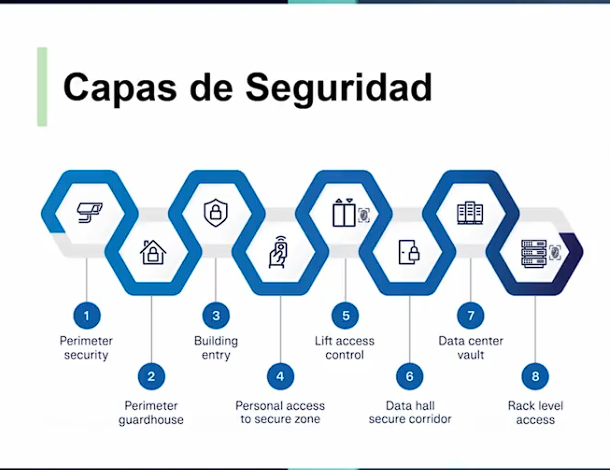 Capas de Seguridad
1
Perimeter
security
2
Perimeter
guardhouse
3
Building
entry
4
Personal access
to secure zone
5
Lift access
control
6
Data hall
secure corridor
7
Data center
vault
8
Rack level
access